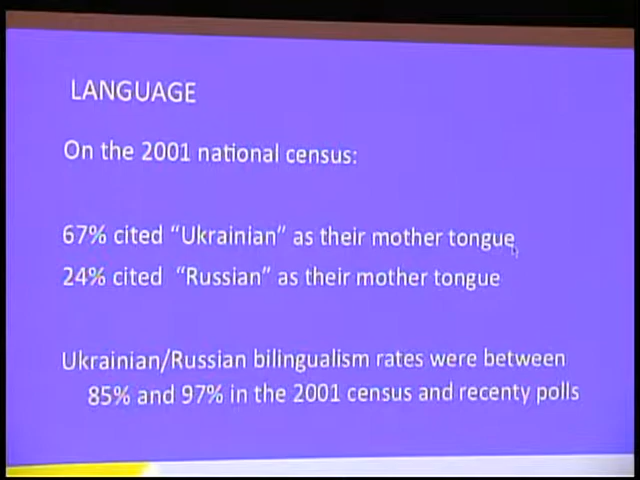 LANGUAGE
On the 2001 national census:
67% cited “Ukrainian” as their mother tongue
24% cited “Russian” as their mother tongue
Ukrainian/Russian bilingualism rates were between
85% and 97% in the 2001 census and recenty polls